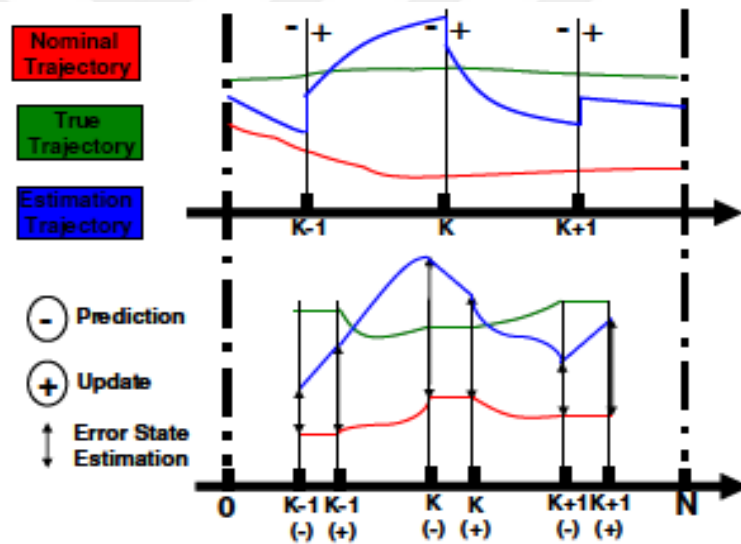 Nominal
Trajectory
True
Trajectory
Estimation
Trajectory
- + - + - +
K-1 K K+1
- Prediction
+ Update
Error State
Estimation
0 K-1 K-1 K K K+1 K+1 N
(-) (+) (-) (+) (-) (+)